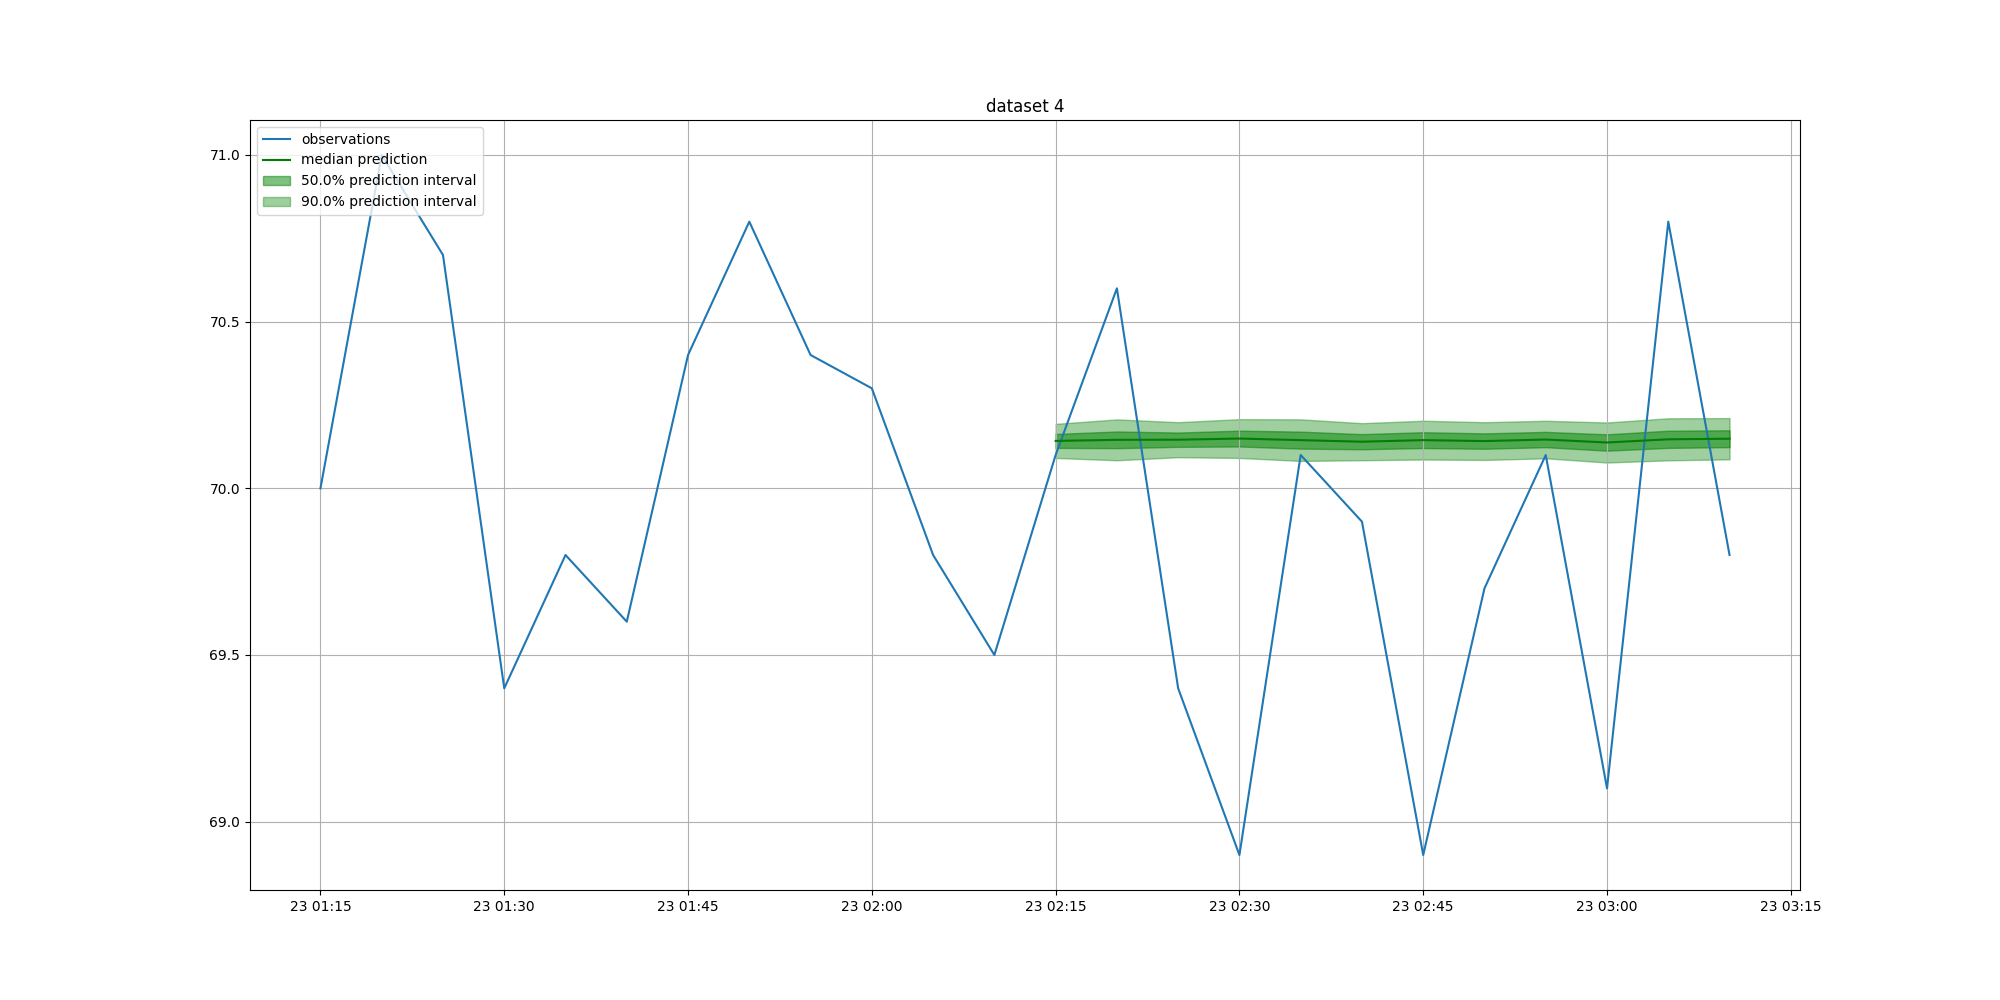 dataset 4
observations
median prediction
50.0% prediction interval
90.0% prediction interval
71.0
70.5
70.0
69.5
69.0
23 01:15
23 01:30
23 01:45
23 02:00
23 02:15
23 02:30
23 02:45
23 03:00
23 03:15